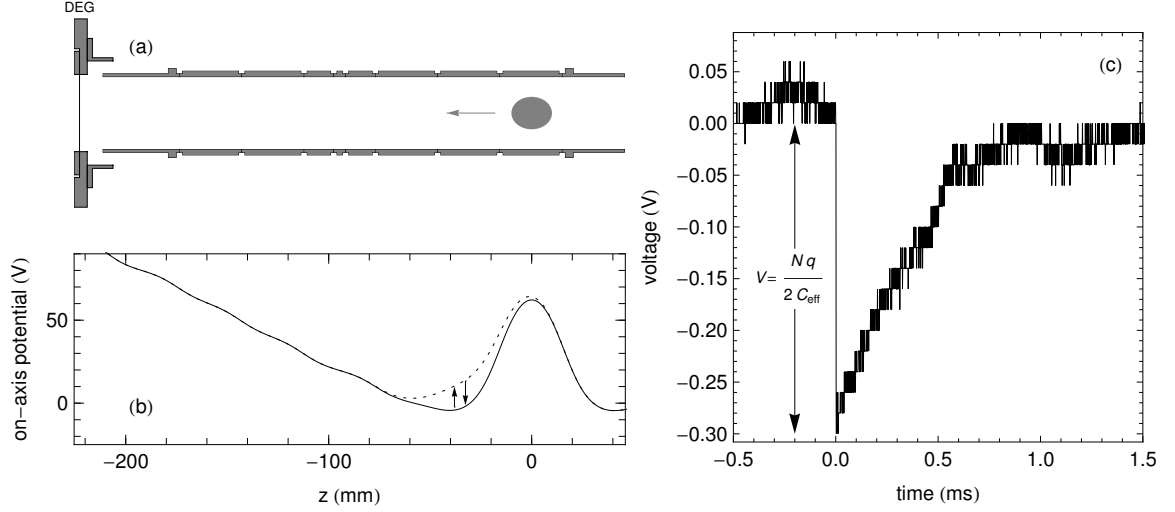 DEG
(a)
on−axis potential (V)
50
0
(b)
−200
−100
0
z (mm)
voltage (V)
0.05
0.00
−0.05
−0.10
−0.15
−0.20
−0.25
−0.30
(c)
V= Nq / 2 Ceff
−0.5
0.0
0.5
1.0
1.5
time (ms)